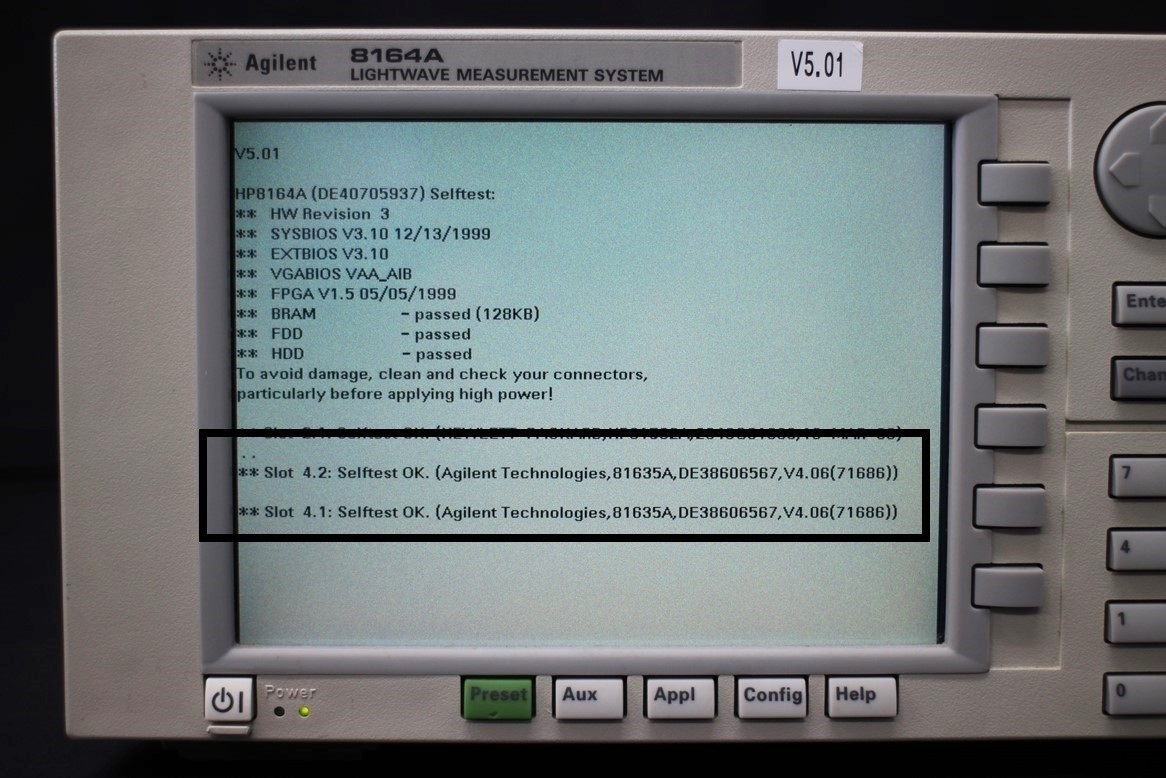 Agilent 8164A
LIGHTWAVE MEASUREMENT SYSTEM
V5.01
V5.01
HP8164A (DE40705937) Selftest:
** HW Revision 3
** SYSBIOS V3.10 12/13/1999
** EXTBIOS V3.10
** VGABIOS VAA_AIB
** FPGA V1.5 05/05/1999
** BRAM - passed (128KB)
** FDD - passed
** HDD - passed
To avoid damage, clean and check your connectors,
particularly before applying high power!
Selftest OK.
..
** Slot 4.2: Selftest OK. (Agilent Technologies,81635A,DE38606567,V4.06(71686))
** Slot 4.1: Selftest OK. (Agilent Technologies,81635A,DE38606567,V4.06(71686))
Power
Preset Aux Appl Config Help
7
4
1
0